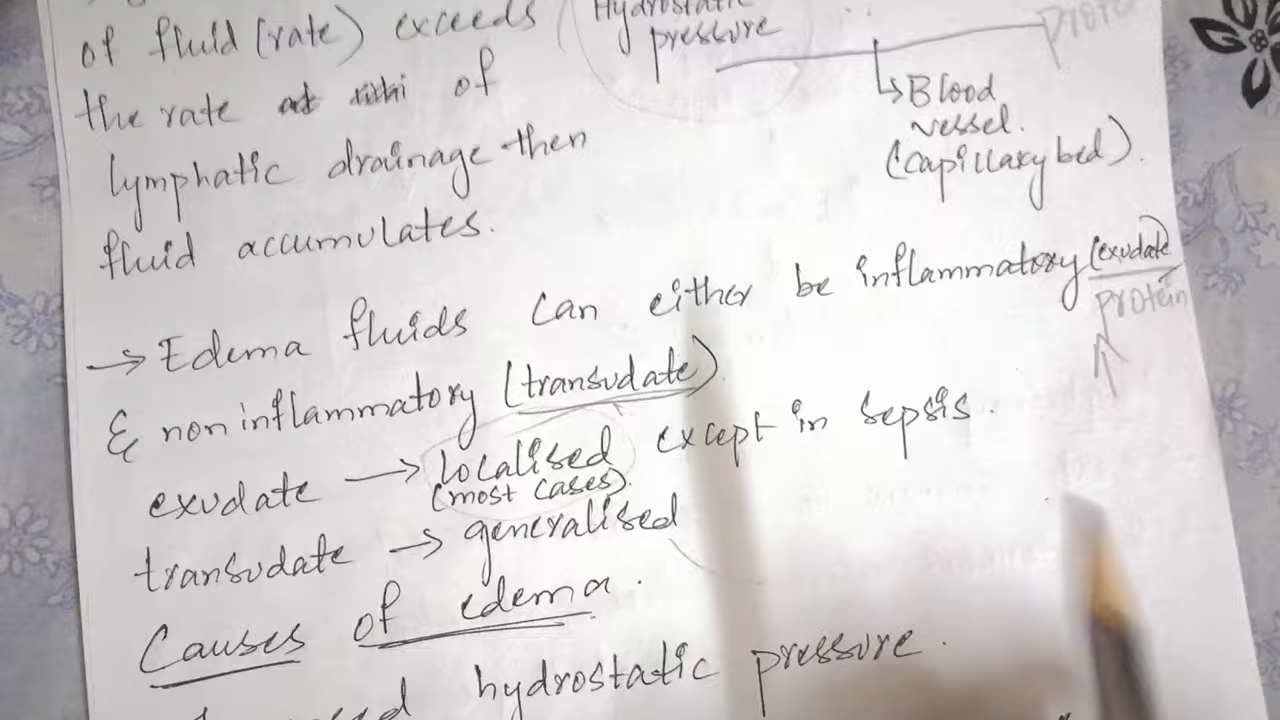 of fluid (rate) exceeds
Hydrostatic
pressure
the rate of
↳ Blood
vessel.
(capillary bed).
lymphatic drainage then
fluid accumulates.
→ Edema fluids can either be inflammatory (exudate)
protein
↑
& noninflammatory (transudate)
exudate → localised except in sepsis.
(most cases).
transudate → generalised
Causes of edema.
hydrostatic pressure.